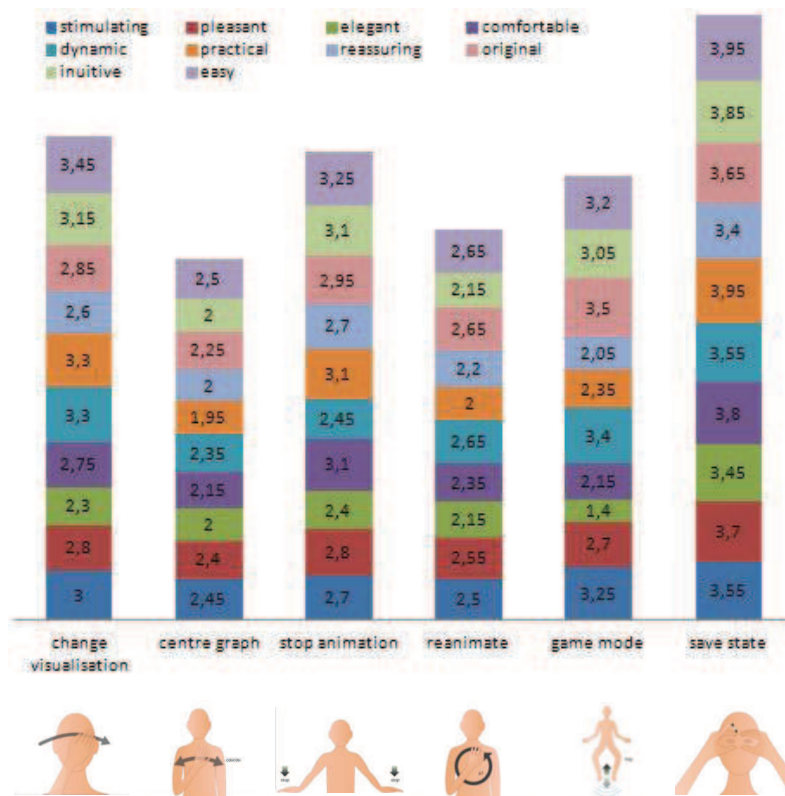 stimulating pleasant elegant comfortable
dynamic practical reassuring original
inuitive easy
3,45 3,15 2,85 2,6 3,3 3,3 2,75 2,3 2,8 3
2,5 2 2,25 2 1,95 2,35 2,15 2 2,4 2,45
3,25 3,1 2,95 2,7 3,1 2,45 3,1 2,4 2,8 2,7
2,65 2,15 2,65 2,2 2 2,65 2,35 2,15 2,55 2,5
3,2 3,05 3,5 2,05 2,35 3,4 2,15 1,4 2,7 3,25
3,95 3,85 3,65 3,4 3,95 3,55 3,8 3,45 3,7 3,55
change centre graph stop animation reanimate game mode save state
visualisation
stop stop